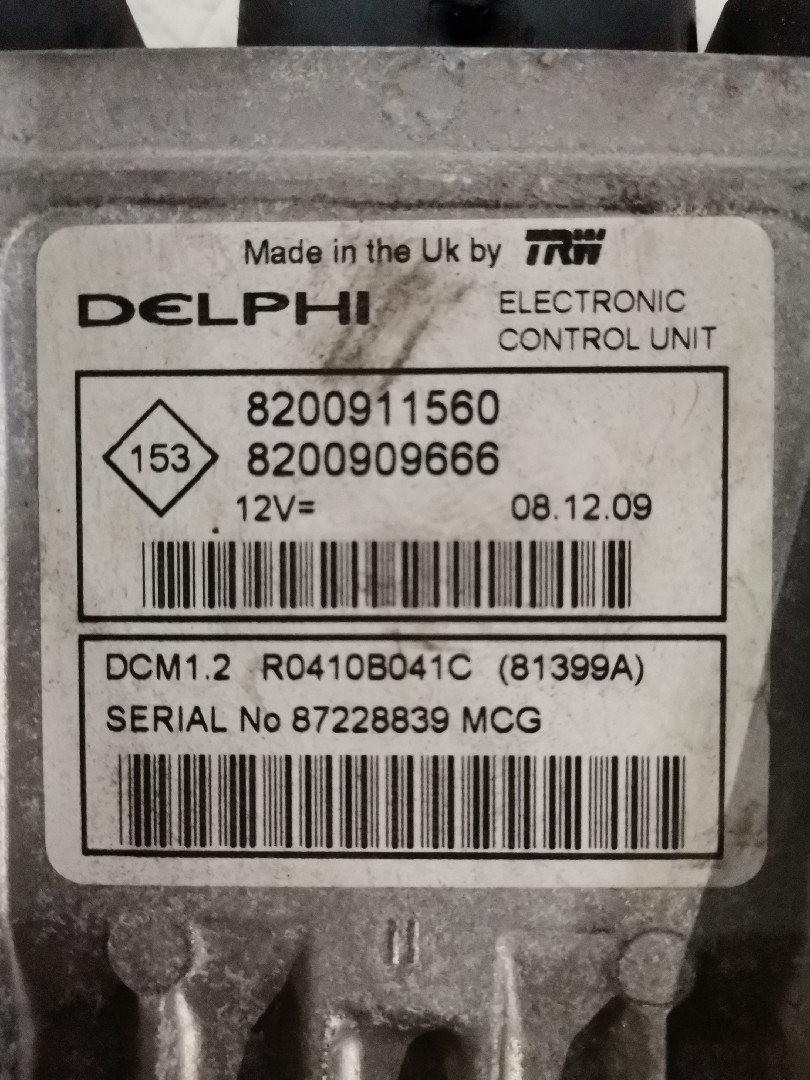 Made in the Uk by TRW
DELPHI
ELECTRONIC
CONTROL UNIT
8200911560
153
8200909666
12V= 08.12.09
DCM1.2 R0410B041C (81399A)
SERIAL No 87228839 MCG